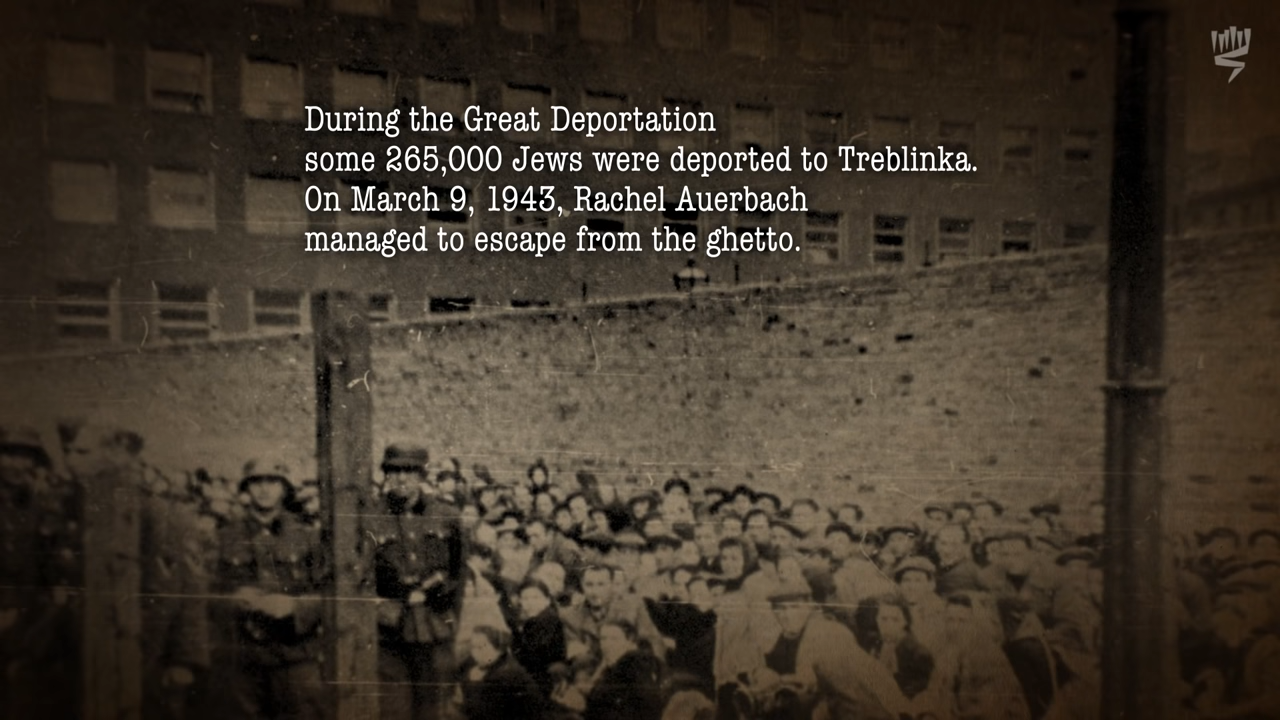 During the Great Deportation
some 265,000 Jews were deported to Treblinka.
On March 9, 1943, Rachel Auerbach
managed to escape from the ghetto.